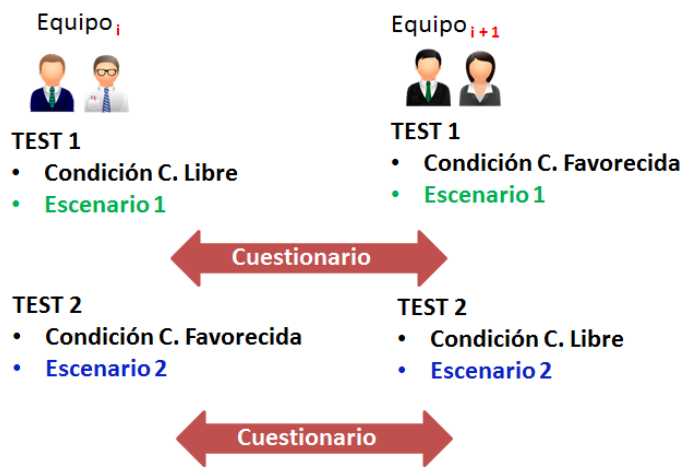 Equipo i
Equipo i + 1
TEST 1
• Condición C. Libre
• Escenario 1
TEST 1
• Condición C. Favorecida
• Escenario 1
Cuestionario
TEST 2
• Condición C. Favorecida
• Escenario 2
TEST 2
• Condición C. Libre
• Escenario 2
Cuestionario